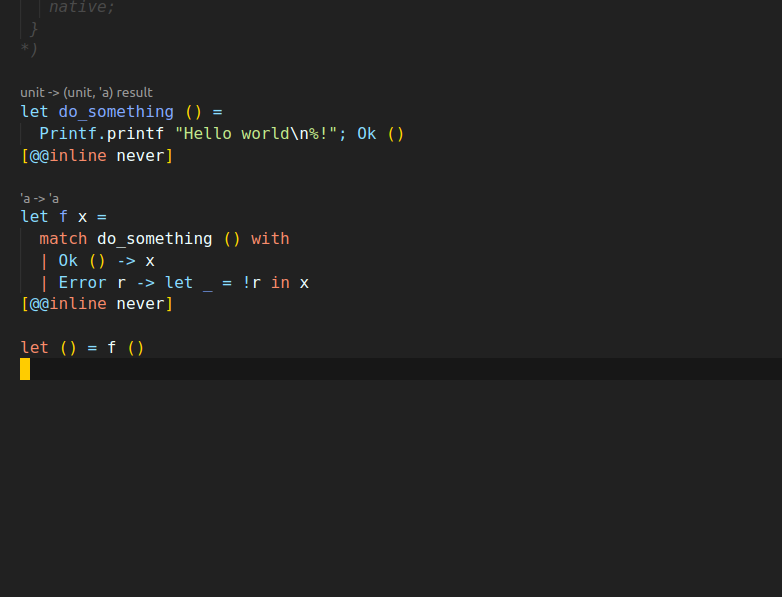 native;
}
*)
unit -> (unit, 'a) result
let do_something () =
Printf.printf "Hello world\n%!"; Ok ()
[@@inline never]
'a -> 'a
let f x =
match do_something () with
| Ok () -> x
| Error r -> let _ = !r in x
[@@inline never]
let () = f ()